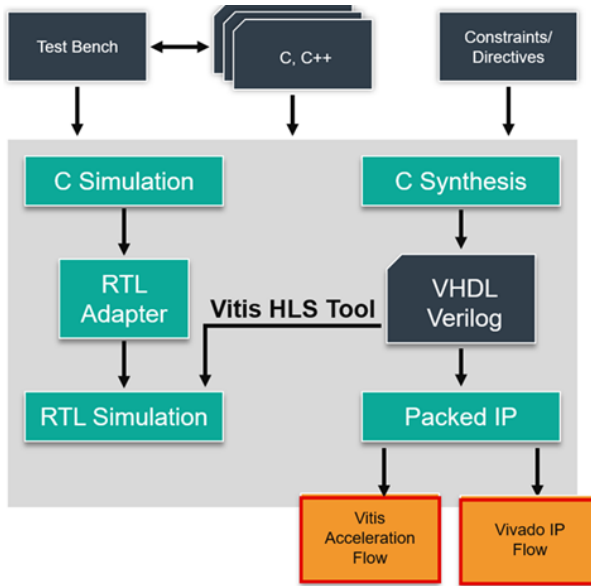 Test Bench
C, C++
Constraints/
Directives
C Simulation
C Synthesis
RTL
Adapter
Vitis HLS Tool
VHDL
Verilog
RTL Simulation
Packed IP
Vitis
Acceleration
Flow
Vivado IP
Flow